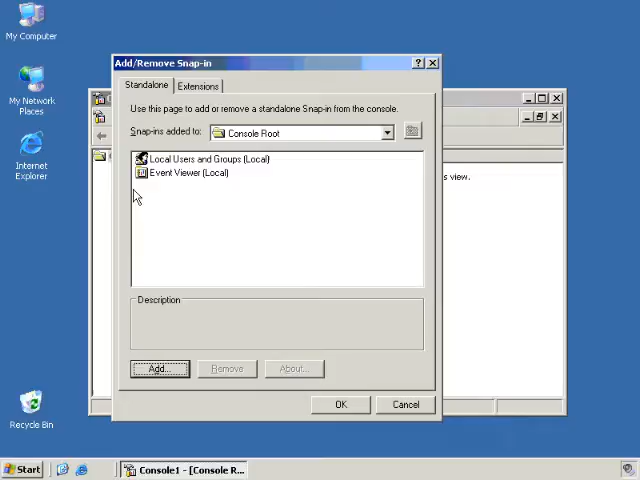 My Computer
My Network
Places
Internet
Explorer
Recycle Bin
Add/Remove Snap-in
Standalone
Extensions
Use this page to add or remove a standalone Snap-in from the console.
Snap-ins added to:
Console Root
Local Users and Groups (Local)
Event Viewer (Local)
s view.
Description
Add...
Remove
About...
OK
Cancel
Start
Console1 - [Console R...